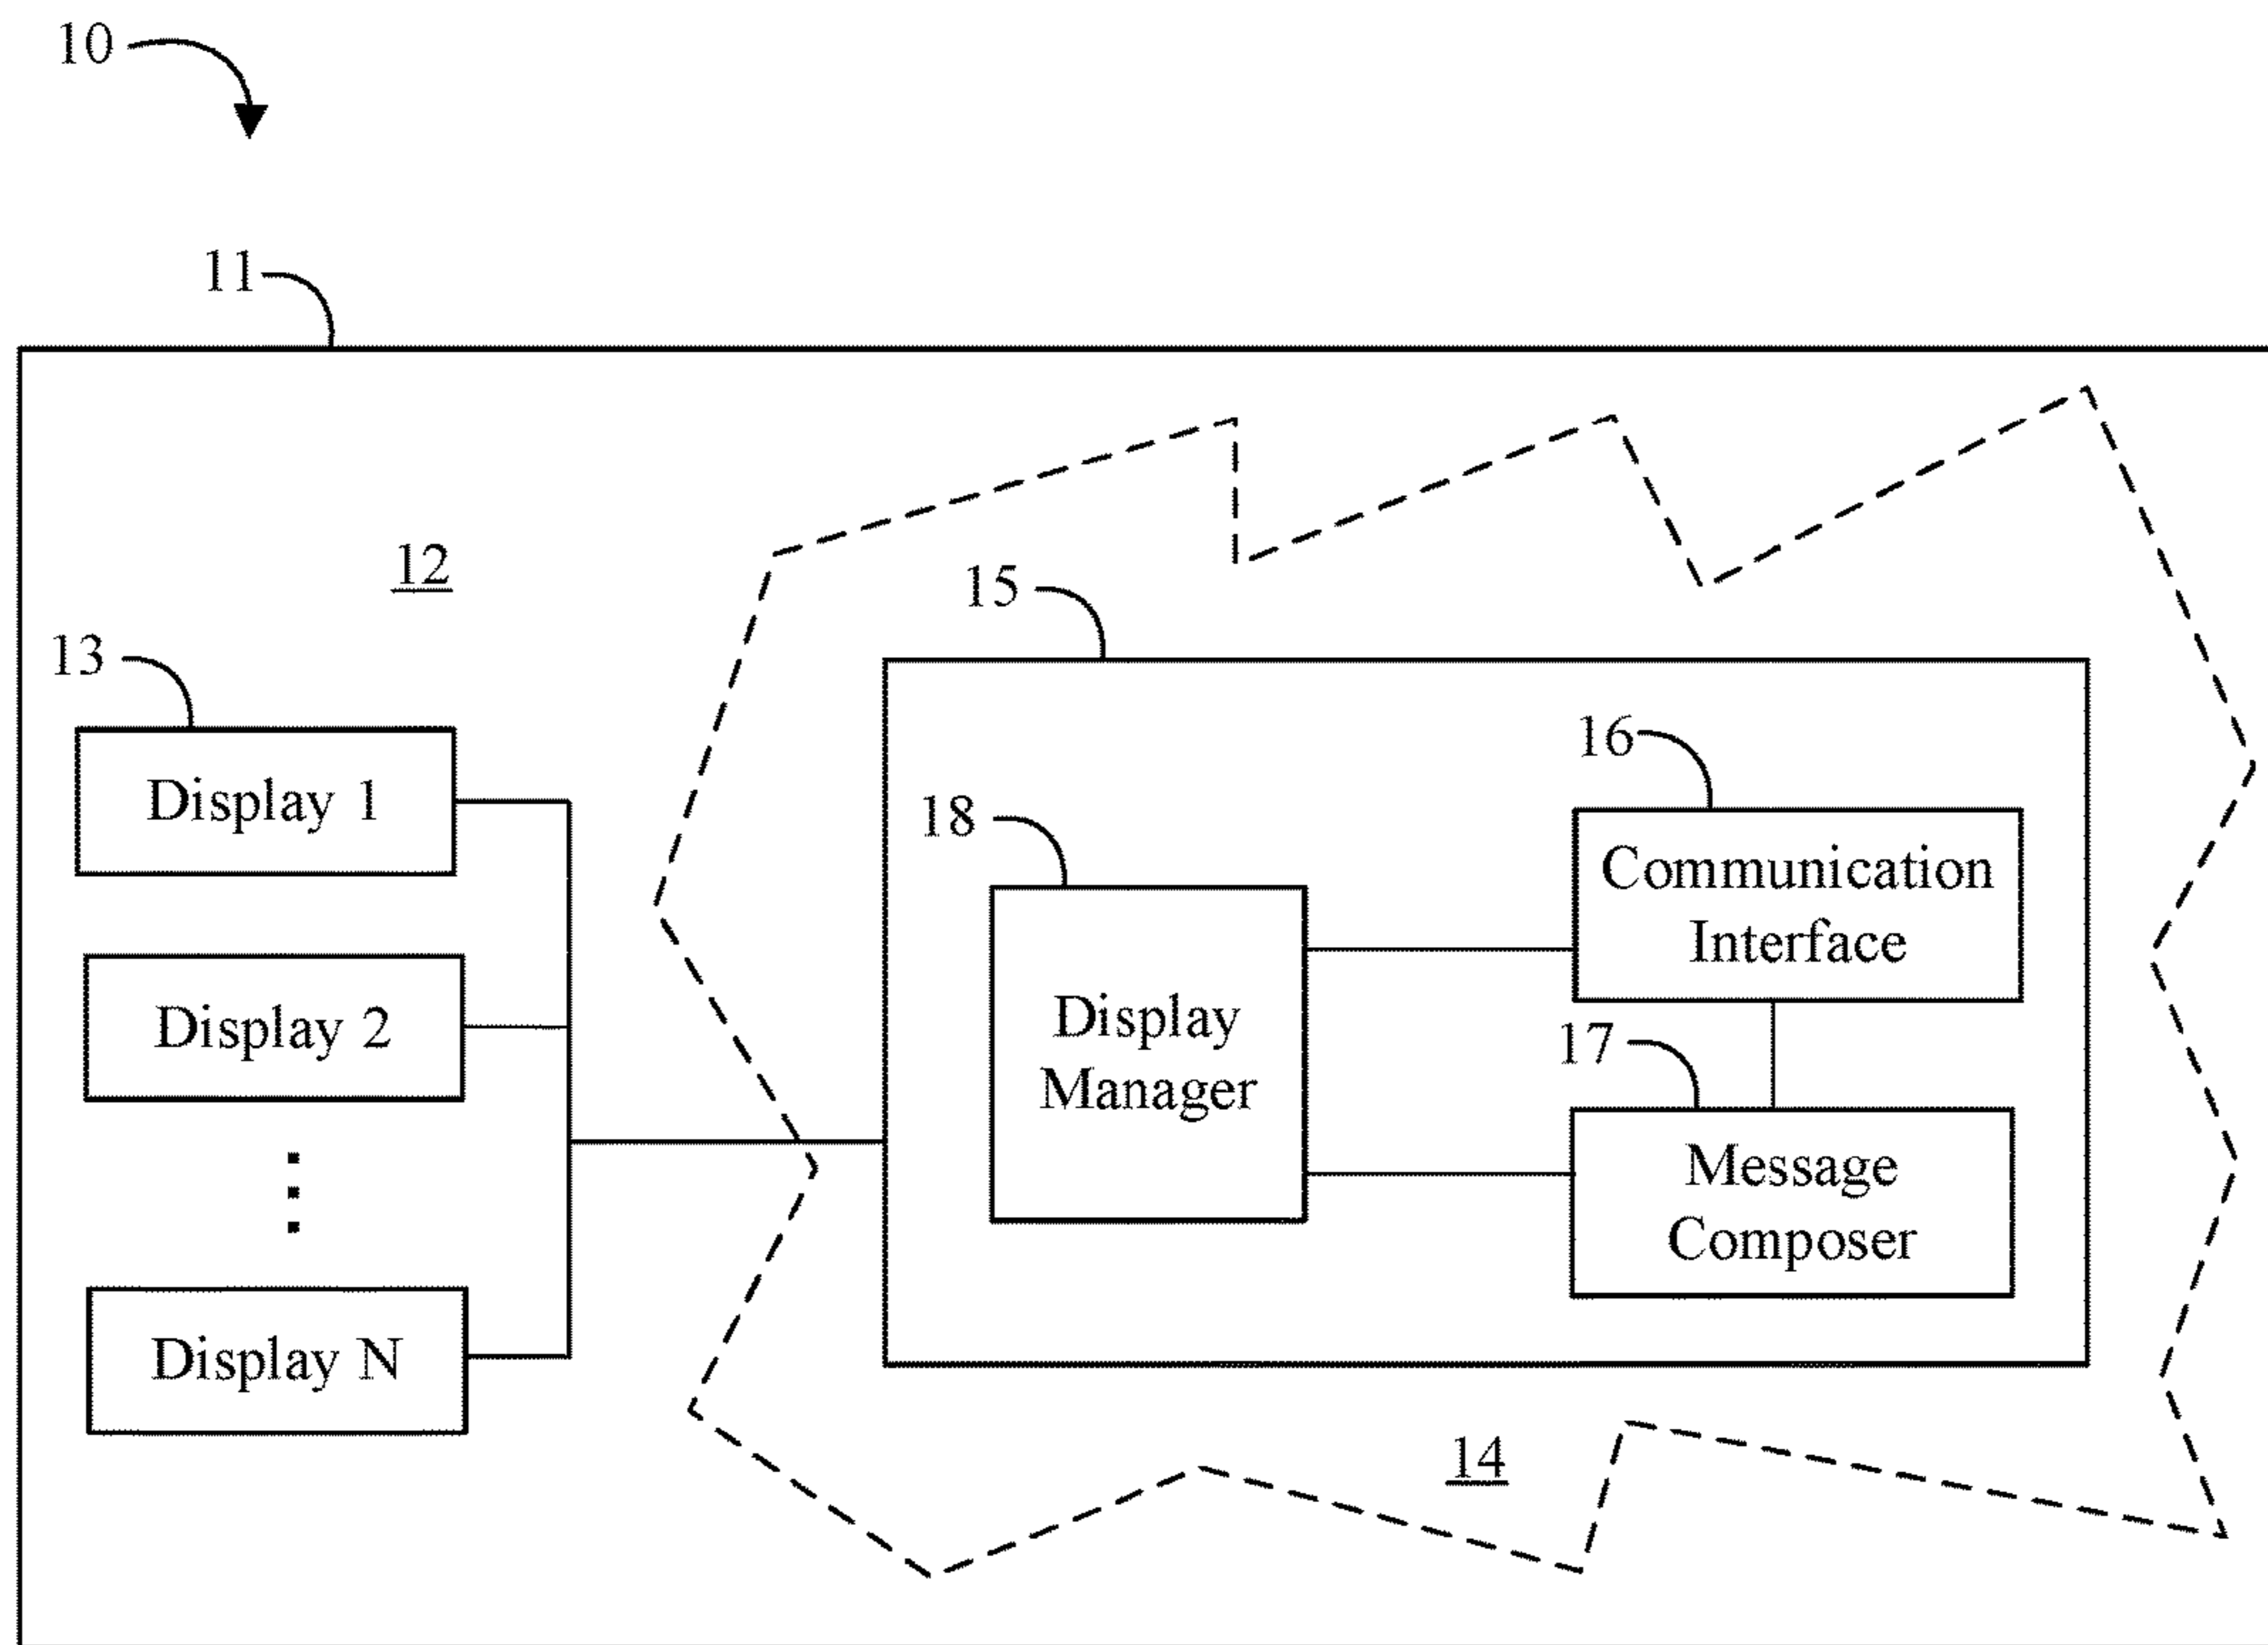 10
11
12
13
15
16
18
Display 1
Communication
Interface
Display 2
Display
Manager
17
Message
Composer
Display N
14